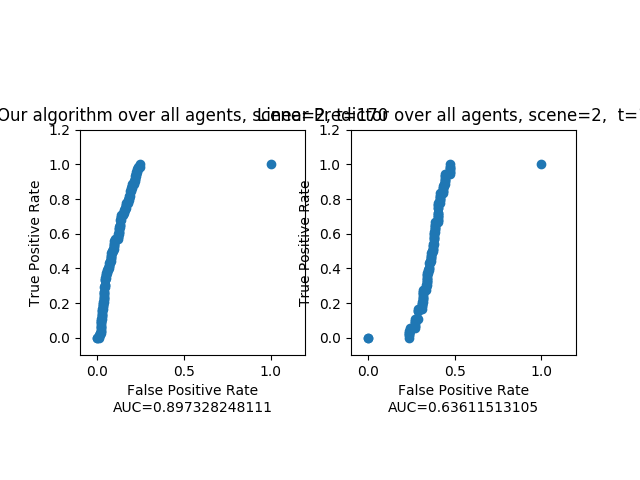 Our algorithm over all agents, scene=2, t=170
Linear Predictor over all agents, scene=2, t=
1.2
1.0
0.8
0.6
0.4
0.2
0.0
True Positive Rate
0.0 0.5 1.0
False Positive Rate
AUC=0.897328248111
1.2
1.0
0.8
0.6
0.4
0.2
0.0
True Positive Rate
0.0 0.5 1.0
False Positive Rate
AUC=0.63611513105